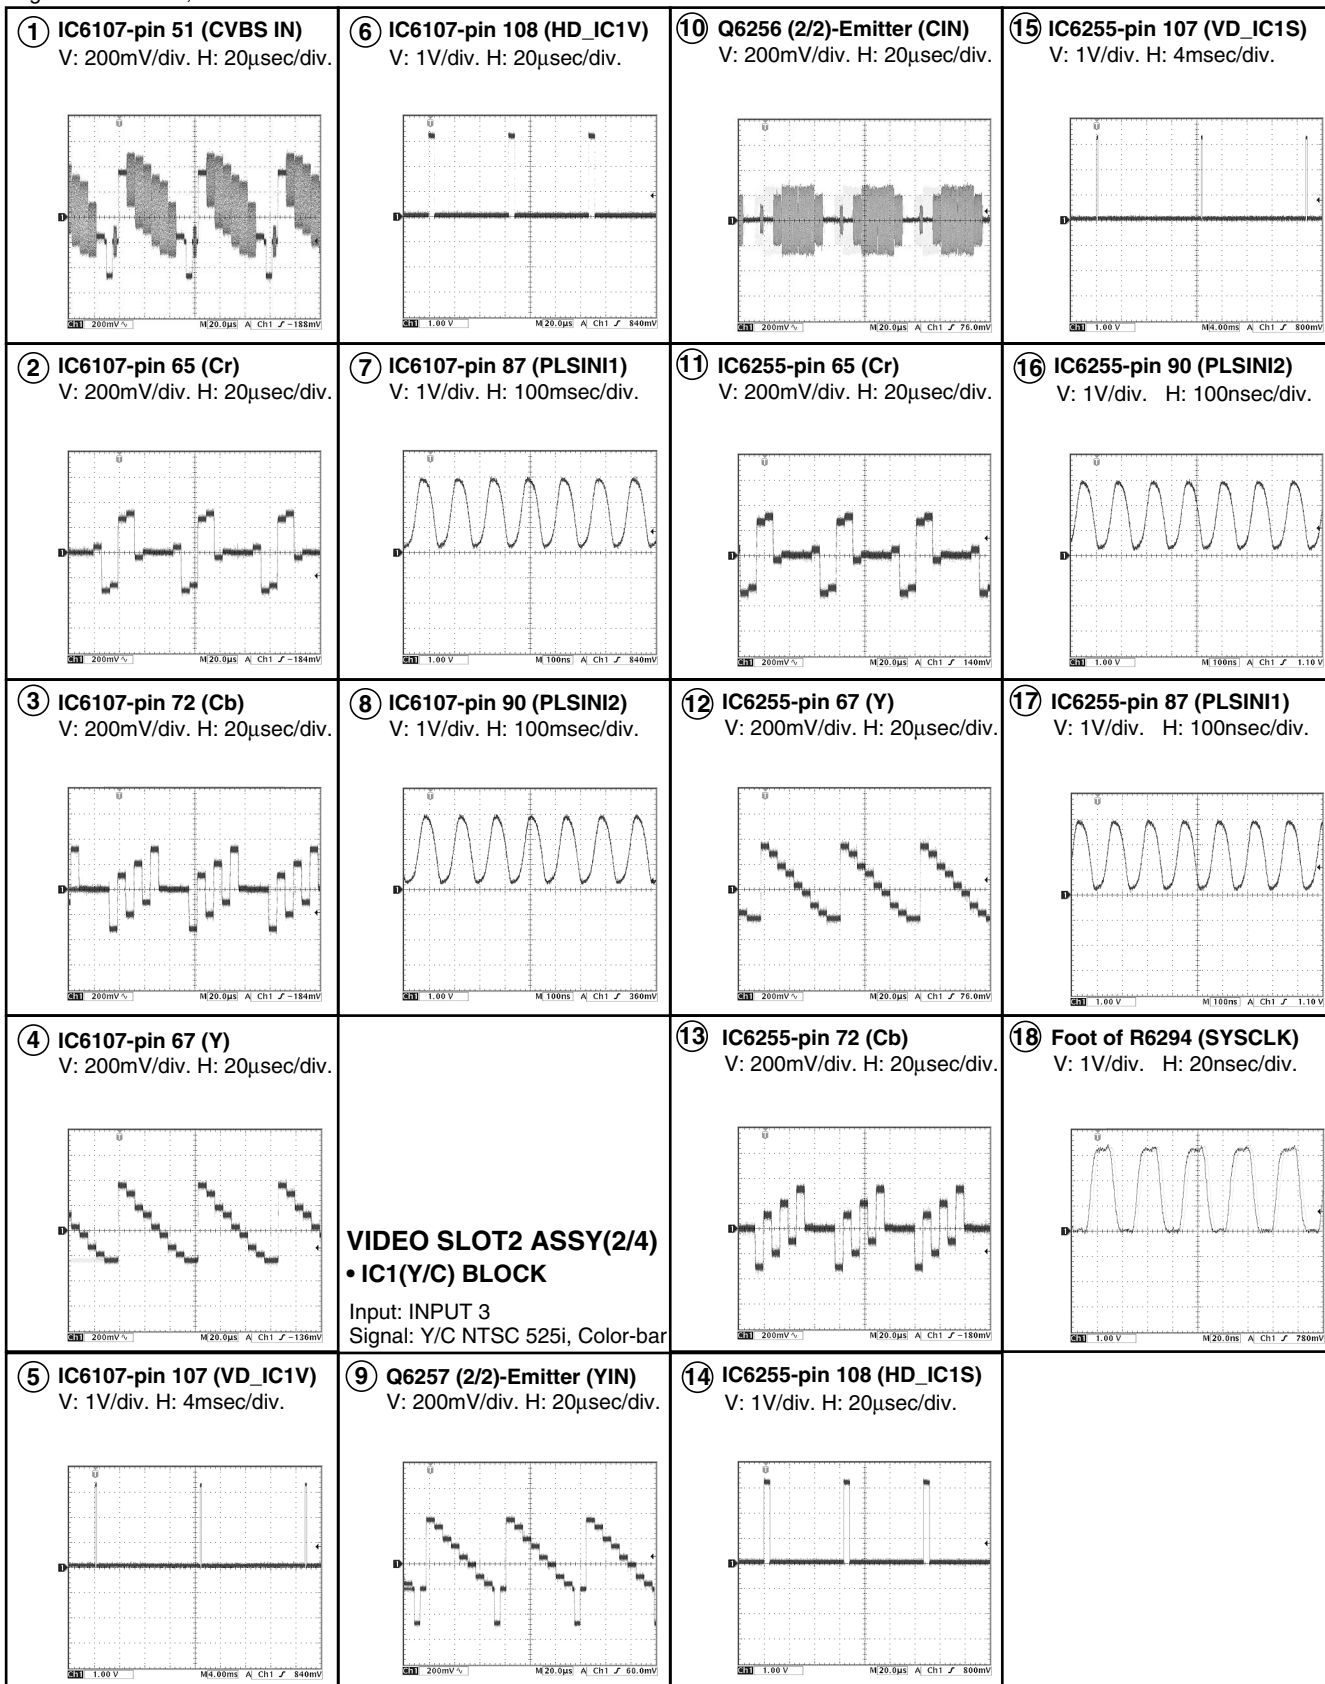 1 IC6107-pin 51 (CVBS IN)
V: 200mV/div. H: 20μsec/div.
Ch1 200mV∿ M 20.0μs A Ch1 ∫ -188mV
2 IC6107-pin 65 (Cr)
V: 200mV/div. H: 20μsec/div.
Ch1 200mV∿ M 20.0μs A Ch1 ∫ -184mV
3 IC6107-pin 72 (Cb)
V: 200mV/div. H: 20μsec/div.
Ch1 200mV∿ M 20.0μs A Ch1 ∫ -184mV
4 IC6107-pin 67 (Y)
V: 200mV/div. H: 20μsec/div.
Ch1 200mV∿ M 20.0μs A Ch1 ∫ -136mV
5 IC6107-pin 107 (VD_IC1V)
V: 1V/div. H: 4msec/div.
Ch1 1.00 V M 4.00ms A Ch1 ∫ 840mV
6 IC6107-pin 108 (HD_IC1V)
V: 1V/div. H: 20μsec/div.
Ch1 1.00 V M 20.0μs A Ch1 ∫ 840mV
7 IC6107-pin 87 (PLSINI1)
V: 1V/div. H: 100msec/div.
Ch1 1.00 V M 100ns A Ch1 ∫ 840mV
8 IC6107-pin 90 (PLSINI2)
V: 1V/div. H: 100msec/div.
Ch1 1.00 V M 100ns A Ch1 ∫ 360mV
VIDEO SLOT2 ASSY(2/4)
• IC1(Y/C) BLOCK
Input: INPUT 3
Signal: Y/C NTSC 525i, Color-bar
9 Q6257 (2/2)-Emitter (YIN)
V: 200mV/div. H: 20μsec/div.
Ch1 200mV∿ M 20.0μs A Ch1 ∫ 60.0mV
10 Q6256 (2/2)-Emitter (CIN)
V: 200mV/div. H: 20μsec/div.
Ch1 200mV∿ M 20.0μs A Ch1 ∫ 76.0mV
11 IC6255-pin 65 (Cr)
V: 200mV/div. H: 20μsec/div.
Ch1 200mV∿ M 20.0μs A Ch1 ∫ 140mV
12 IC6255-pin 67 (Y)
V: 200mV/div. H: 20μsec/div.
Ch1 200mV∿ M 20.0μs A Ch1 ∫ 76.0mV
13 IC6255-pin 72 (Cb)
V: 200mV/div. H: 20μsec/div.
Ch1 200mV∿ M 20.0μs A Ch1 ∫ -180mV
14 IC6255-pin 108 (HD_IC1S)
V: 1V/div. H: 20μsec/div.
Ch1 1.00 V M 20.0μs A Ch1 ∫ 800mV
15 IC6255-pin 107 (VD_IC1S)
V: 1V/div. H: 4msec/div.
Ch1 1.00 V M 4.00ms A Ch1 ∫ 800mV
16 IC6255-pin 90 (PLSINI2)
V: 1V/div. H: 100nsec/div.
Ch1 1.00 V M 100ns A Ch1 ∫ 1.10 V
17 IC6255-pin 87 (PLSINI1)
V: 1V/div. H: 100nsec/div.
Ch1 1.00 V M 100ns A Ch1 ∫ 1.10 V
18 Foot of R6294 (SYSCLK)
V: 1V/div. H: 20nsec/div.
Ch1 1.00 V M 20.0ns A Ch1 ∫ 780mV